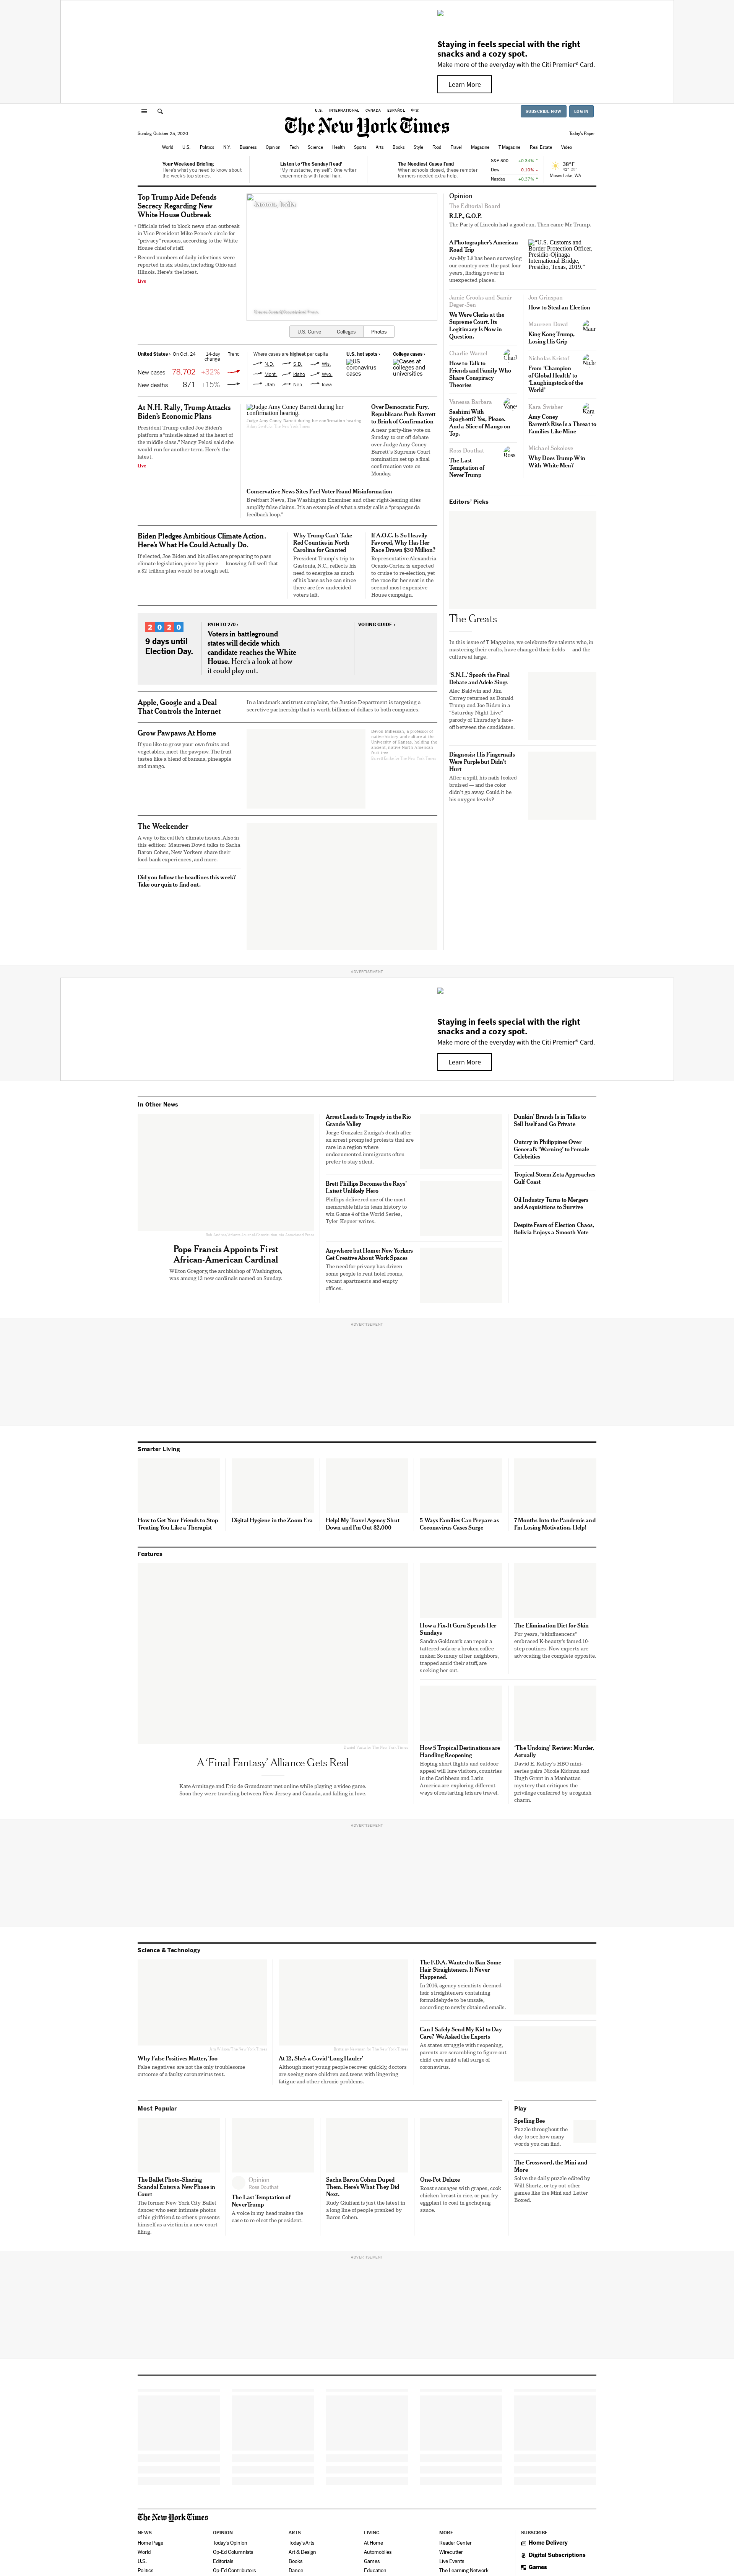 Staying in feels special with the right
snacks and a cozy spot.
Make more of the everyday with the Citi Premier® Card.
Learn More
U.S. INTERNATIONAL CANADA ESPAÑOL 中文
SUBSCRIBE NOW LOG IN
The New York Times
Sunday, October 25, 2020
Today's Paper
World U.S. Politics N.Y. Business Opinion Tech Science Health Sports Arts Books Style Food Travel Magazine T Magazine Real Estate Video
Your Weekend Briefing
Here's what you need to know about
the week's top stories.
Listen to 'The Sunday Read'
'My mustache, my self': One writer
experiments with facial hair.
The Neediest Cases Fund
When schools closed, these remoter
learners needed extra help.
S&P 500 +0.34% ↑
Dow -0.10% ↓
Nasdaq +0.37% ↑
38°F
Moses Lake, WA
Top Trump Aide Defends
Secrecy Regarding New
White House Outbreak
• Officials tried to block news of an outbreak
in Vice President Mike Pence's circle for
"privacy" reasons, according to the White
House chief of staff.
• Record numbers of daily infections were
reported in six states, including Ohio and
Illinois. Here's the latest.
Live
Jammu, India
U.S. Curve Colleges Photos
United States › On Oct. 24 14-day
change Trend
New cases 78,702 +32%
New deaths 871 +15%
Where cases are highest per capita
N.D. S.D. Wis.
Mont. Idaho Wyo.
Utah Neb. Iowa
U.S. hot spots ›
US
coronavirus
cases
College cases ›
Cases at
colleges and
universities
At N.H. Rally, Trump Attacks
Biden's Economic Plans
President Trump called Joe Biden's
platform a "missile aimed at the heart of
the middle class." Nancy Pelosi said she
would run for another term. Here's the
latest.
Live
Judge Amy Coney Barrett during her
confirmation hearing.
Judge Amy Coney Barrett during the confirmation hearing.
Over Democratic Fury,
Republicans Push Barrett
to Brink of Confirmation
A near party-line vote on
Sunday to cut off debate
over Judge Amy Coney
Barrett's Supreme Court
nomination set up a final
confirmation vote on
Monday.
Conservative News Sites Fuel Voter Fraud Misinformation
Breitbart News, The Washington Examiner and other right-leaning sites
amplify false claims. It's an example of what a study calls a "propaganda
feedback loop."
Biden Pledges Ambitious Climate Action.
Here's What He Could Actually Do.
If elected, Joe Biden and his allies are preparing to pass
climate legislation, piece by piece — knowing full well that
a $2 trillion plan would be a tough sell.
Why Trump Can't Take
Red Counties in North
Carolina for Granted
President Trump's trip to
Gastonia, N.C., reflects his
need to energize as much
of his base as he can since
there are few undecided
voters left.
If A.O.C. Is So Heavily
Favored, Why Has Her
Race Drawn $30 Million?
Representative Alexandria
Ocasio-Cortez is expected
to cruise to re-election, yet
the race for her seat is the
second most expensive
House campaign.
2020
9 days until
Election Day.
PATH TO 270 ›
Voters in battleground
states will decide which
candidate reaches the White
House. Here's a look at how
it could play out.
VOTING GUIDE ›
Apple, Google and a Deal
That Controls the Internet
In a landmark antitrust complaint, the Justice Department is targeting a
secretive partnership that is worth billions of dollars to both companies.
Grow Pawpaws At Home
If you like to grow your own fruits and
vegetables, meet the pawpaw. The fruit
tastes like a blend of banana, pineapple
and mango.
The Weekender
A way to fix cattle's climate issues. Also in
this edition: Maureen Dowd talks to Sacha
Baron Cohen, New Yorkers share their
food bank experiences, and more.
Did you follow the headlines this week?
Take our quiz to find out.
Opinion
The Editorial Board
R.I.P., G.O.P.
The Party of Lincoln had a good run. Then came Mr. Trump.
A Photographer's American
Road Trip
An-My Lê has been surveying
our country over the past four
years, finding power in
unexpected places.
"U.S. Customs and
Border Protection Officer,
Presidio-Ojinaga
International Bridge,
Presidio, Texas, 2019."
Jamie Crooks and Samir
Deger-Sen
We Were Clerks at the
Supreme Court. Its
Legitimacy Is Now in
Question.
Charlie Warzel
How to Talk to
Friends and Family Who
Share Conspiracy
Theories
Vanessa Barbara
Sashimi With
Spaghetti? Yes, Please.
And a Slice of Mango on
Top.
Ross Douthat
The Last
Temptation of
NeverTrump
Jon Grinspan
How to Steal an Election
Maureen Dowd
King Kong Trump,
Losing His Grip
Nicholas Kristof
From 'Champion
of Global Health' to
'Laughingstock of the
World'
Kara Swisher
Amy Coney
Barrett's Rise Is a Threat to
Families Like Mine
Michael Sokolove
Why Does Trump Win
With White Men?
Editors' Picks
The Greats
In this issue of T Magazine, we celebrate five talents who, in
mastering their crafts, have changed their fields — and the
culture at large.
'S.N.L.' Spoofs the Final
Debate and Adele Sings
Alec Baldwin and Jim
Carrey returned as Donald
Trump and Joe Biden in a
"Saturday Night Live"
parody of Thursday's face-
off between the candidates.
Diagnosis: His Fingernails
Were Purple but Didn't
Hurt
After a spill, his nails looked
bruised — and the color
didn't go away. Could it be
his oxygen levels?
ADVERTISEMENT
Staying in feels special with the right
snacks and a cozy spot.
Make more of the everyday with the Citi Premier® Card.
Learn More
In Other News
Pope Francis Appoints First
African-American Cardinal
Wilton Gregory, the archbishop of Washington,
was among 13 new cardinals named on Sunday.
Arrest Leads to Tragedy in the Rio
Grande Valley
Jorge Gonzalez Zuniga's death after
an arrest prompted protests that are
rare in a region where
undocumented immigrants often
prefer to stay silent.
Brett Phillips Becomes the Rays'
Latest Unlikely Hero
Phillips delivered one of the most
memorable hits in team history to
win Game 4 of the World Series,
Tyler Kepner writes.
Anywhere but Home: New Yorkers
Get Creative About Work Spaces
The need for privacy has driven
some people to rent hotel rooms,
vacant apartments and empty
offices.
Dunkin' Brands Is in Talks to
Sell Itself and Go Private
Outcry in Philippines Over
General's 'Warning' to Female
Celebrities
Tropical Storm Zeta Approaches
Gulf Coast
Oil Industry Turns to Mergers
and Acquisitions to Survive
Despite Fears of Election Chaos,
Bolivia Enjoys a Smooth Vote
ADVERTISEMENT
Smarter Living
How to Get Your Friends to Stop
Treating You Like a Therapist
Digital Hygiene in the Zoom Era
Help! My Travel Agency Shut
Down and I'm Out $2,000
5 Ways Families Can Prepare as
Coronavirus Cases Surge
7 Months Into the Pandemic and
I'm Losing Motivation. Help!
Features
A 'Final Fantasy' Alliance Gets Real
Kate Armitage and Eric de Grandmont met online while playing a video game.
Soon they were traveling between New Jersey and Canada, and falling in love.
How a Fix-It Guru Spends Her
Sundays
Sandra Goldmark can repair a
tattered sofa or a broken coffee
maker. So many of her neighbors,
trapped amid their stuff, are
seeking her out.
The Elimination Diet for Skin
For years, "skinfluencers"
embraced K-beauty's famed 10-
step routines. Now experts are
advocating the complete opposite.
How 5 Tropical Destinations are
Handling Reopening
Hoping short flights and outdoor
appeal will lure visitors, countries
in the Caribbean and Latin
America are exploring different
ways of restarting leisure travel.
'The Undoing' Review: Murder,
Actually
David E. Kelley's HBO mini-
series pairs Nicole Kidman and
Hugh Grant in a Manhattan
mystery that critiques the
privilege conferred by a roguish
charm.
ADVERTISEMENT
Science & Technology
Why False Positives Matter, Too
False negatives are not the only troublesome
outcome of a faulty coronavirus test.
At 12, She's a Covid 'Long Hauler'
Although most young people recover quickly, doctors
are seeing more children and teens with lingering
fatigue and other chronic problems.
The F.D.A. Wanted to Ban Some
Hair Straighteners. It Never
Happened.
In 2016, agency scientists deemed
hair straighteners containing
formaldehyde to be unsafe,
according to newly obtained emails.
Can I Safely Send My Kid to Day
Care? We Asked the Experts
As states struggle with reopening,
parents are scrambling to figure out
child care amid a fall surge of
coronavirus.
Most Popular
The Ballet Photo-Sharing
Scandal Enters a New Phase in
Court
The former New York City Ballet
dancer who sent intimate photos
of his girlfriend to others presents
himself as a victim in a new court
filing.
Opinion
Ross Douthat
The Last Temptation of
NeverTrump
A voice in my head makes the
case to re-elect the president.
Sacha Baron Cohen Duped
Them. Here's What They Did
Next.
Rudy Giuliani is just the latest in
a long line of people pranked by
Baron Cohen.
One-Pot Deluxe
Roast sausages with grapes, cook
chicken breast in rice, or pan-fry
eggplant to coat in gochujang
sauce.
Play
Spelling Bee
Puzzle throughout the
day to see how many
words you can find.
The Crossword, the Mini and
More
Solve the daily puzzle edited by
Will Shortz, or try out other
games like the Mini and Letter
Boxed.
ADVERTISEMENT
The New York Times
NEWS
Home Page
World
U.S.
Politics
OPINION
Today's Opinion
Op-Ed Columnists
Editorials
Op-Ed Contributors
ARTS
Today's Arts
Art & Design
Books
Dance
LIVING
At Home
Automobiles
Games
Education
MORE
Reader Center
Wirecutter
Live Events
The Learning Network
SUBSCRIBE
Home Delivery
Digital Subscriptions
Games